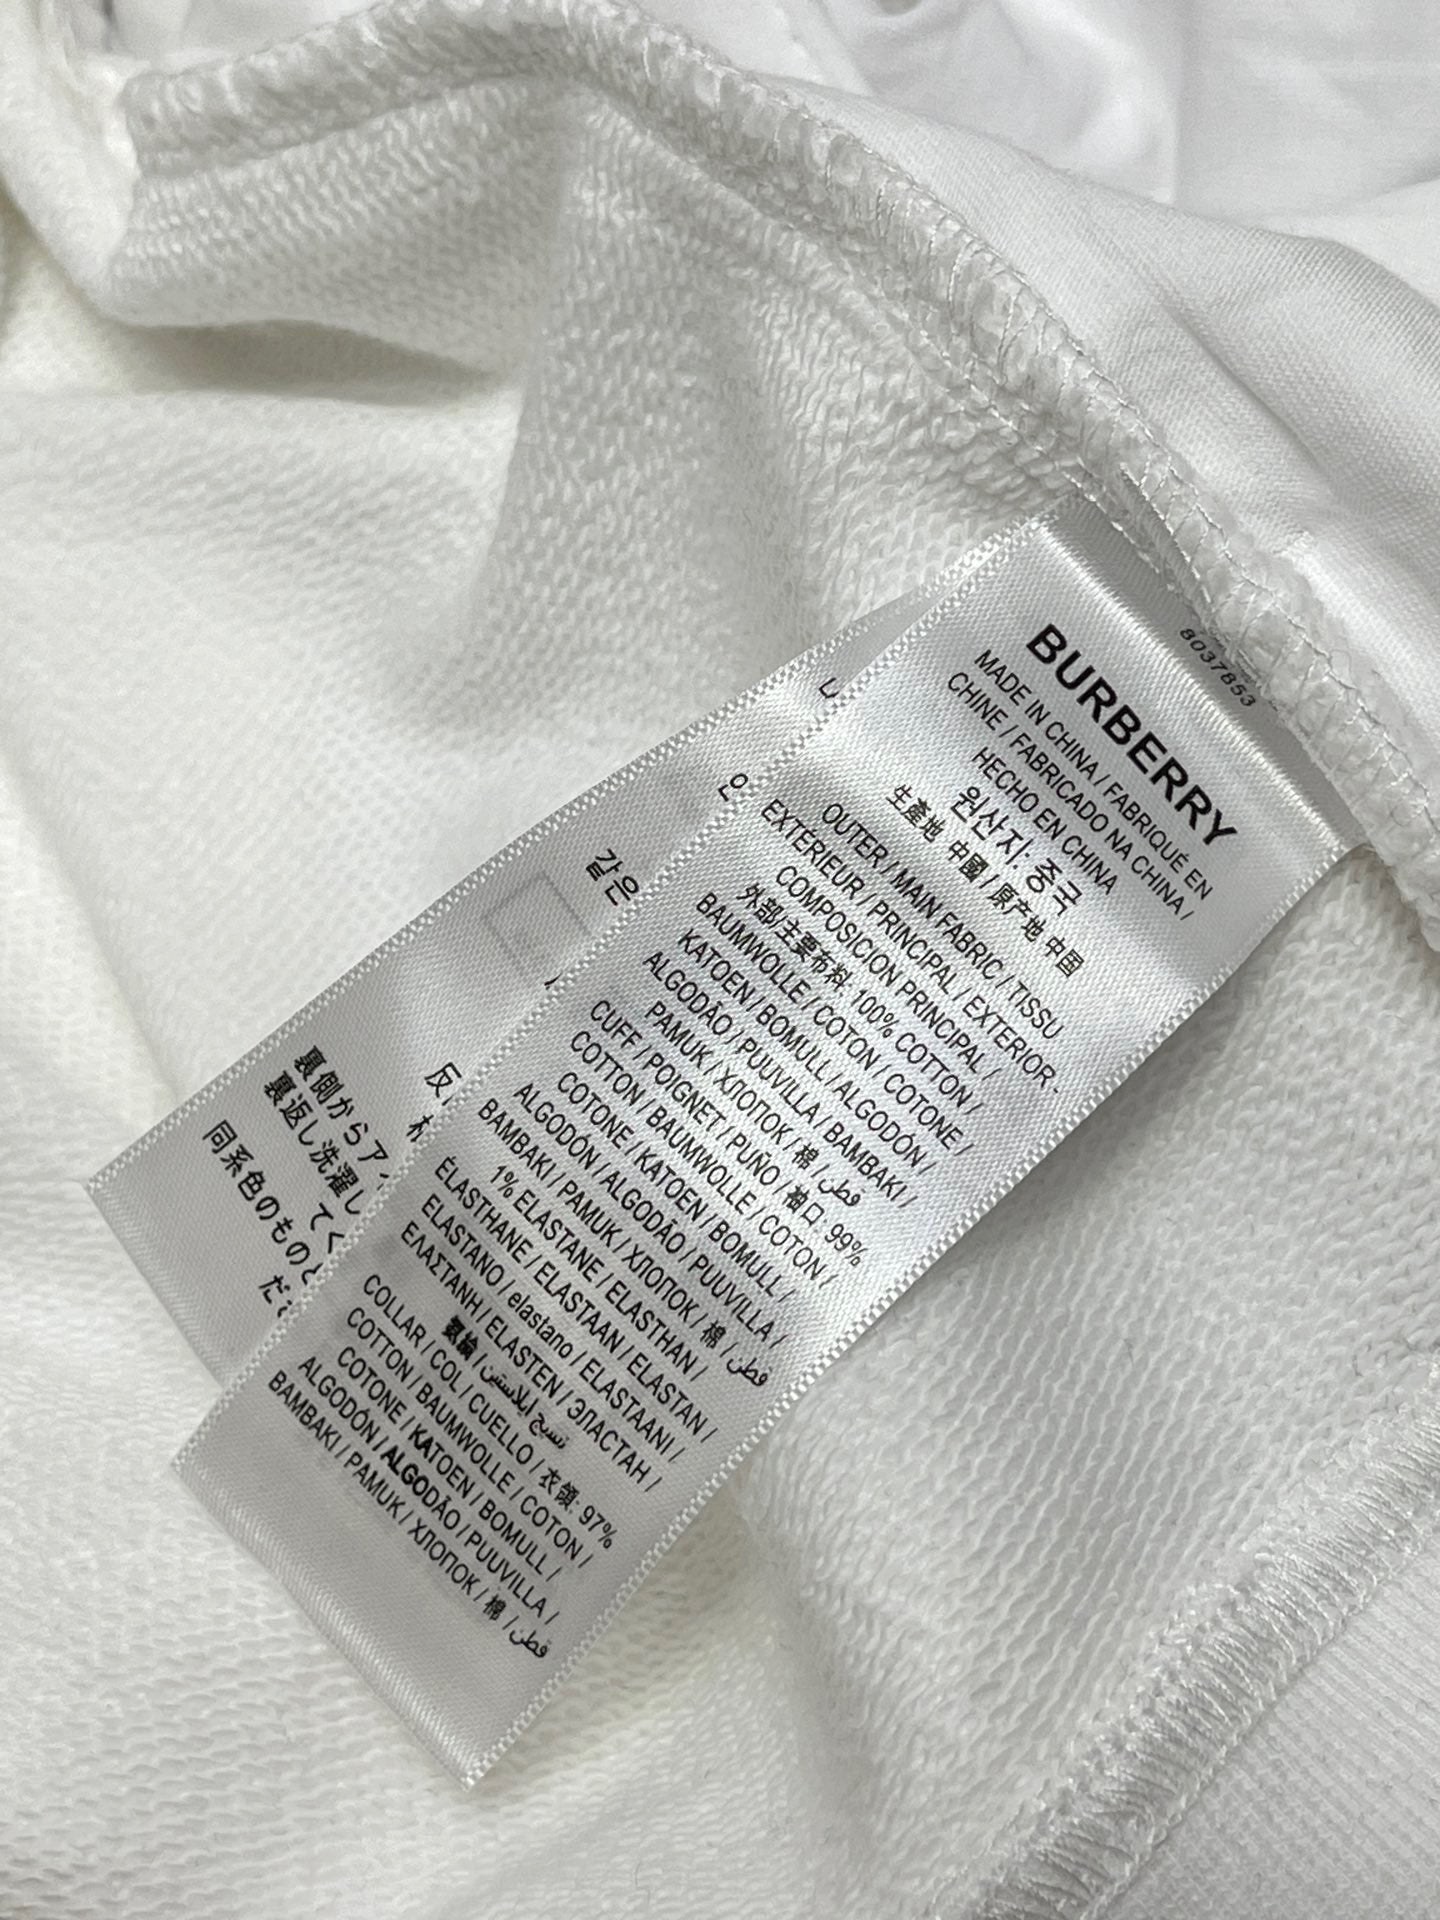 8037853
BURBERRY
MADE IN CHINA / FABRIQUÉ EN
CHINE / FABRICADO NA CHINA /
HECHO EN CHINA
원산지: 중국
生產地 中國 / 原产地 中国
OUTER / MAIN FABRIC / TISSU
EXTÉRIEUR / PRINCIPAL / EXTERIOR -
COMPOSICION PRINCIPAL /
外部/主要布料: 100% COTTON /
BAUMWOLLE / COTON / COTONE /
KATOEN / BOMULL / ALGODÓN /
ALGODÃO / PUUVILLA / BAMBAKI /
PAMUK / ХЛОПОК / 棉 / قطن
CUFF / POIGNET / PUÑO / 袖口: 99%
COTTON / BAUMWOLLE / COTON /
COTONE / KATOEN / BOMULL /
ALGODÓN / ALGODÃO / PUUVILLA /
BAMBAKI / PAMUK / ХЛОПОК / 棉 / قطن
1% ELASTANE / ELASTHAN /
ÉLASTHANE / ELASTAAN / ELASTAN /
ELASTANO / elastano / ELASTAANI /
ΕΛΑΣΤΑΝΗ / ELASTEN / ЭЛАСТАН /
氨綸 / نسيج إيلاستين
COLLAR / COL / CUELLO / 衣領: 97%
COTTON / BAUMWOLLE / COTON /
COTONE / KATOEN / BOMULL /
ALGODÓN / ALGODÃO / PUUVILLA /
BAMBAKI / PAMUK / ХЛОПОК / 棉 / قطن
같은
反
裏側からア
裏返し洗濯し
てく
同系色のものと
だ